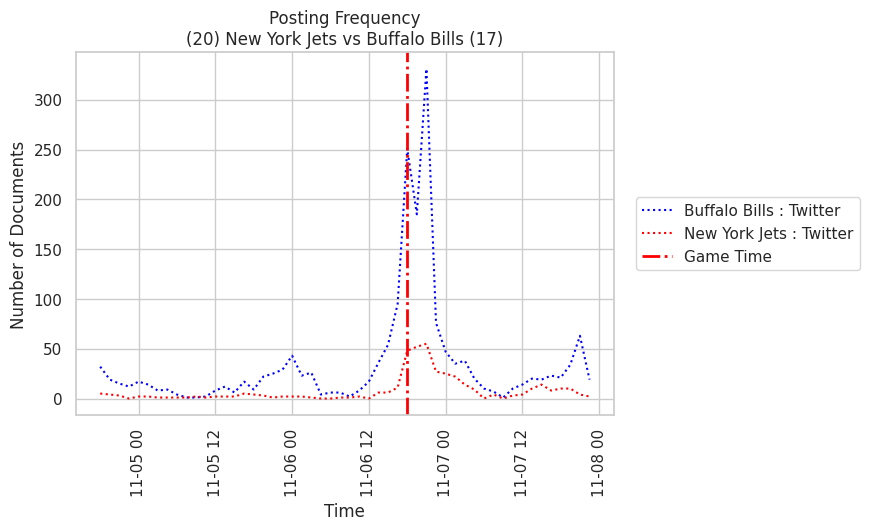 Posting Frequency
(20) New York Jets vs Buffalo Bills (17)
Number of Documents
300
250
200
150
100
50
0
11-05 00
11-05 12
11-06 00
11-06 12
11-07 00
11-07 12
11-08 00
Time
Buffalo Bills : Twitter
New York Jets : Twitter
Game Time